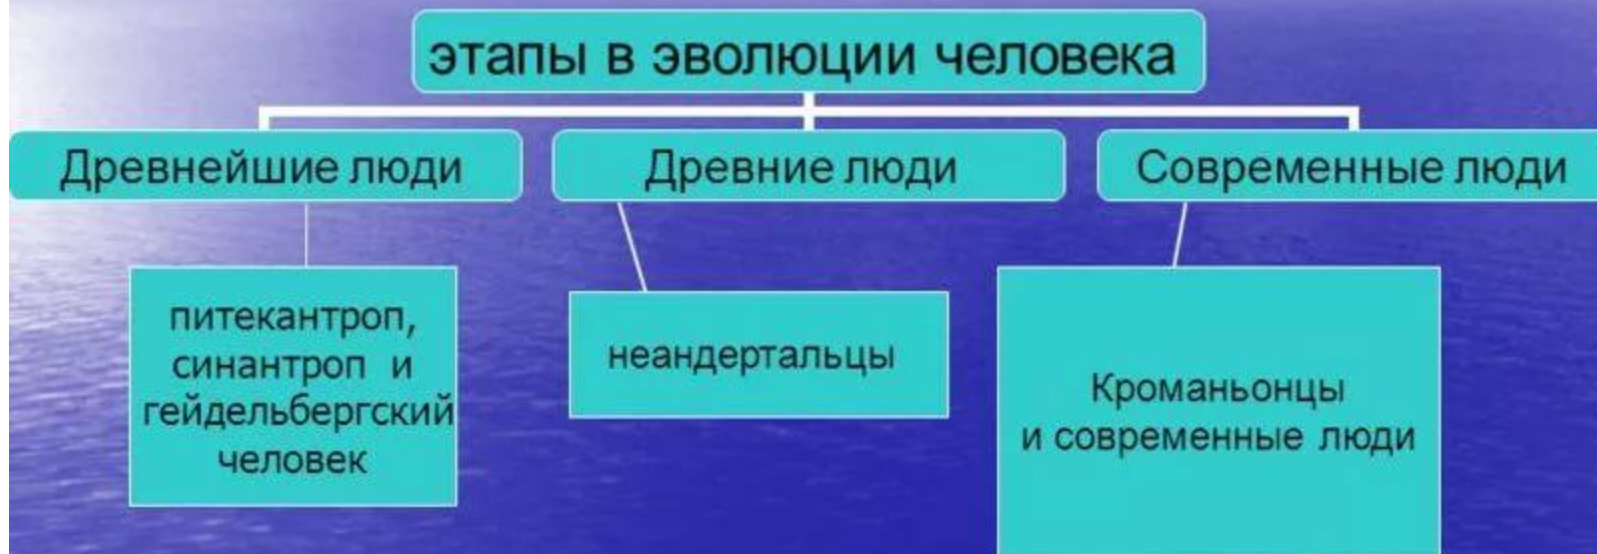 этапы в эволюции человека
Древнейшие люди
Древние люди
Современные люди
питекантроп,
синантроп и
гейдельбергский
человек
неандертальцы
Кроманьонцы
и современные люди